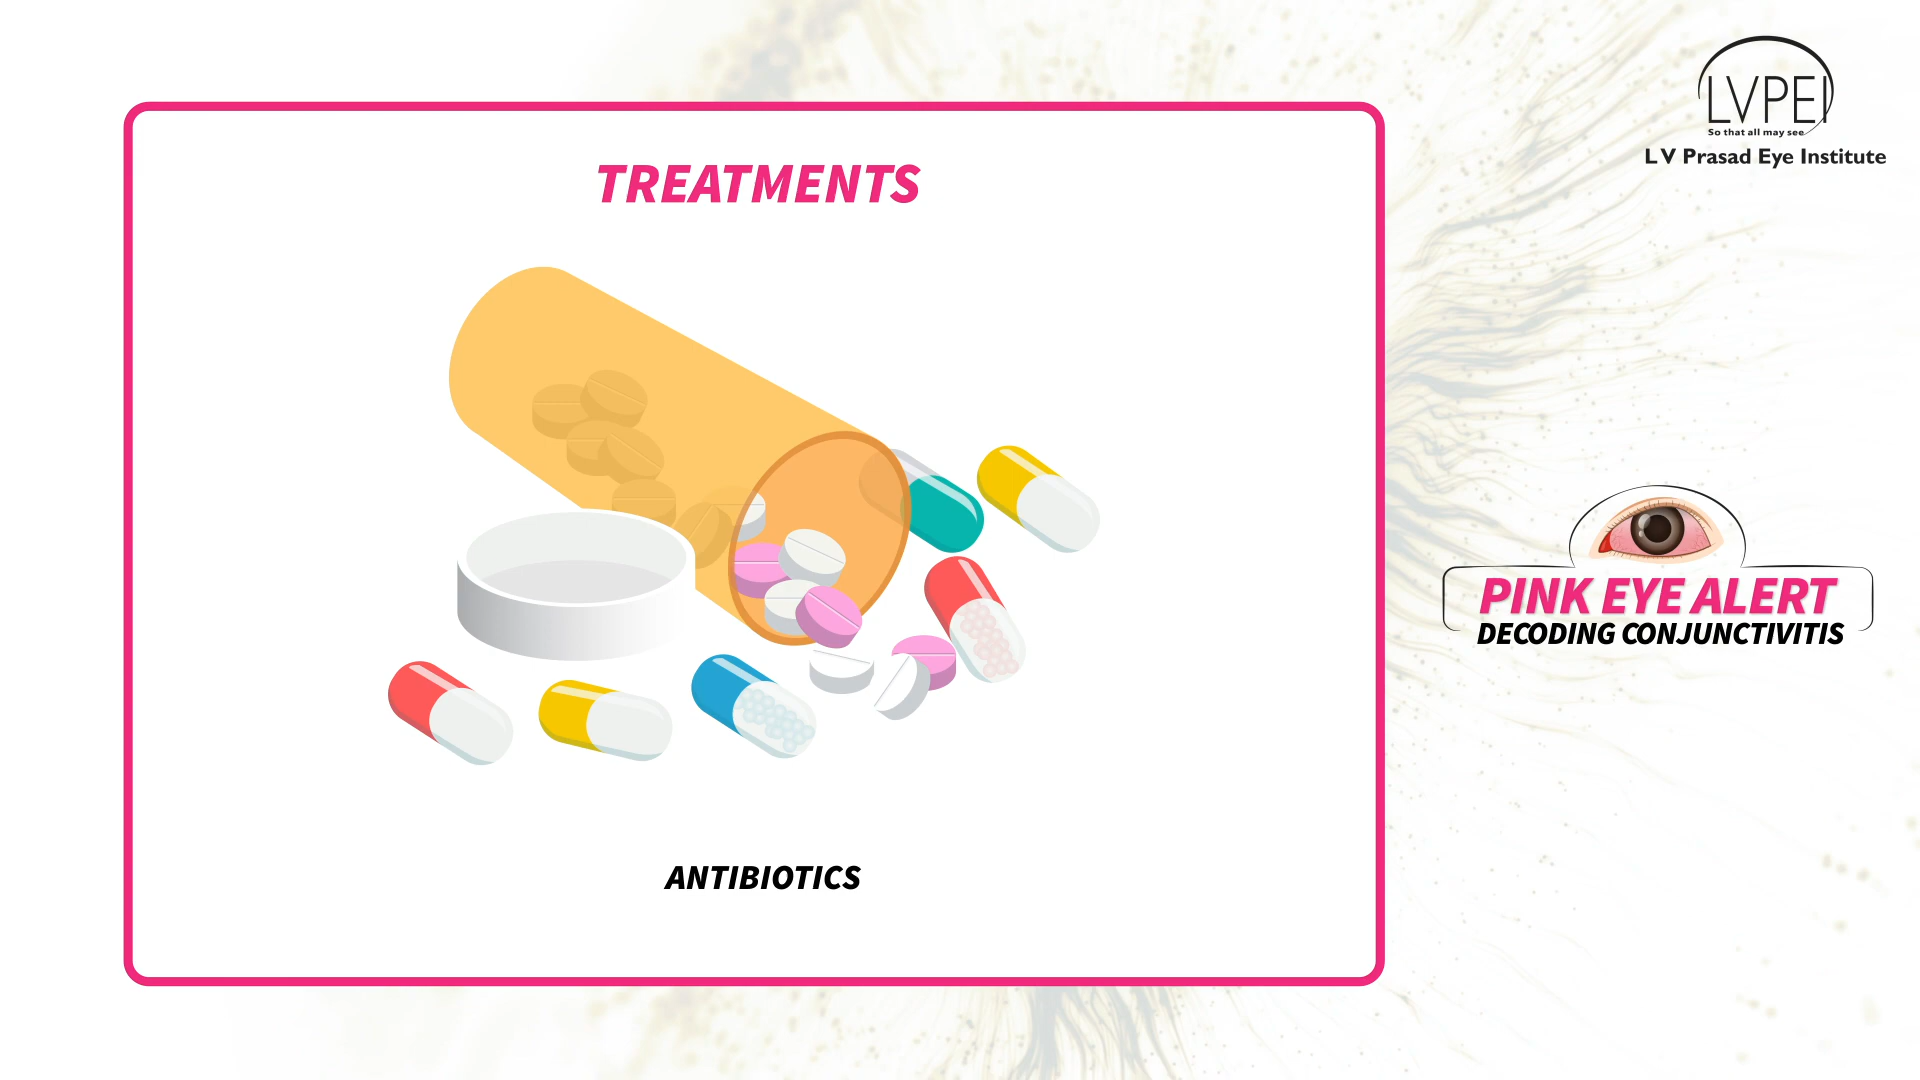 LVPEI
So that all may see
L V Prasad Eye Institute
TREATMENTS
ANTIBIOTICS
PINK EYE ALERT
DECODING CONJUNCTIVITIS